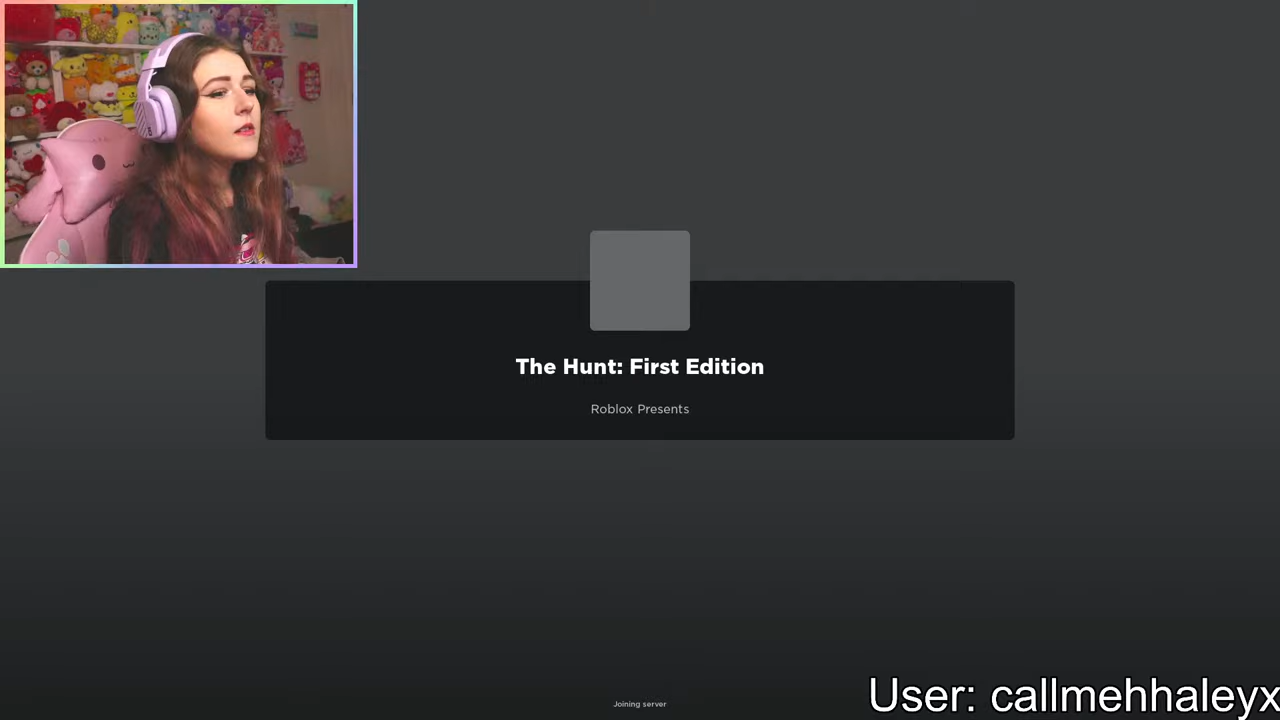 The Hunt: First Edition
Roblox Presents
Joining server
User: callmehhaleyx